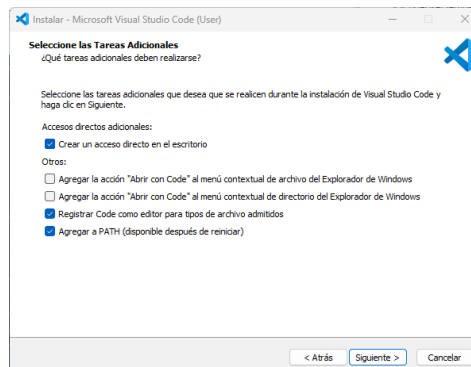 Instalar - Microsoft Visual Studio Code (User)
Seleccione las Tareas Adicionales
¿Qué tareas adicionales deben realizarse?
Seleccione las tareas adicionales que desea que se realicen durante la instalación de Visual Studio Code y
haga clic en Siguiente.
Accesos directos adicionales:
Crear un acceso directo en el escritorio
Otros:
Agregar la acción "Abrir con Code" al menú contextual de archivo del Explorador de Windows
Agregar la acción "Abrir con Code" al menú contextual de directorio del Explorador de Windows
Registrar Code como editor para tipos de archivo admitidos
Agregar a PATH (disponible después de reiniciar)
< Atrás
Siguiente >
Cancelar